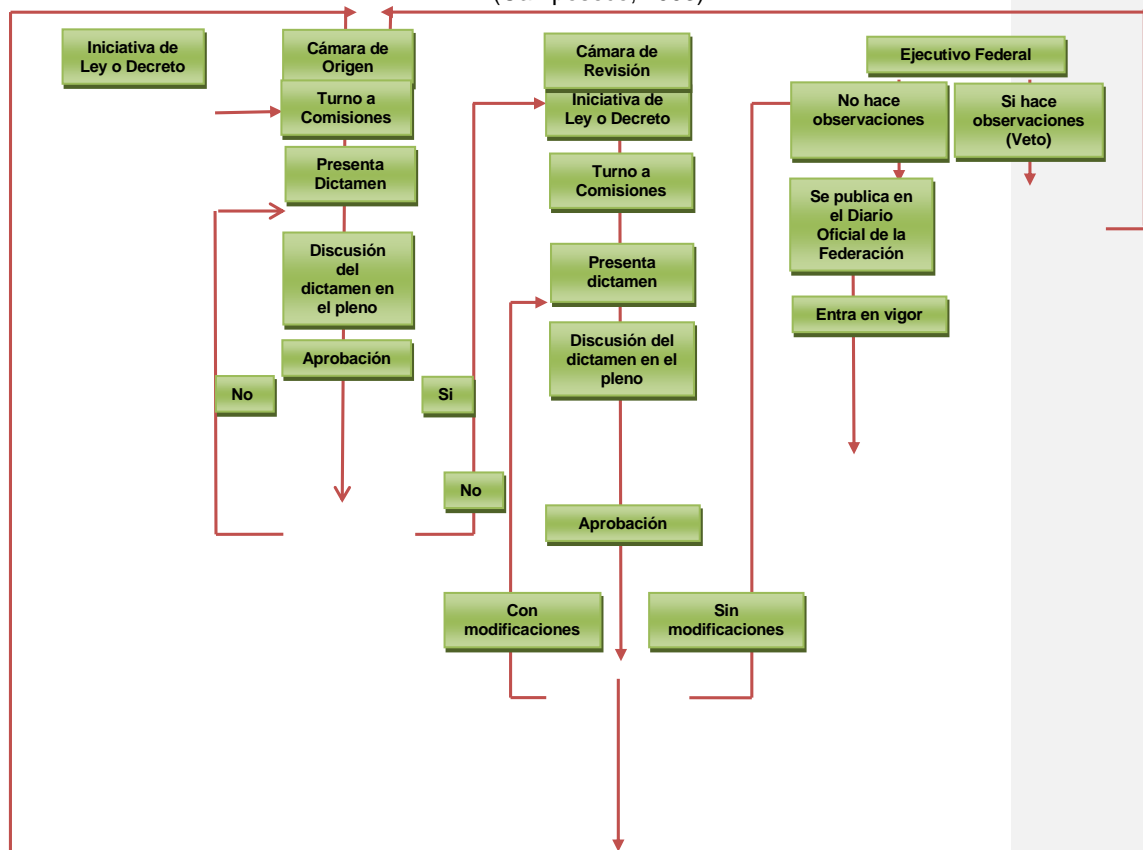 Iniciativa de
Ley o Decreto
Cámara de
Origen
Turno a
Comisiones
Presenta
Dictamen
Discusión
del
dictamen en
el pleno
Aprobación
No
Si
No
Cámara de
Revisión
Iniciativa de
Ley o Decreto
Turno a
Comisiones
Presenta
dictamen
Discusión del
dictamen en el
pleno
Aprobación
Con
modificaciones
Sin
modificaciones
Ejecutivo Federal
No hace
observaciones
Si hace
observaciones
(Veto)
Se publica en
el Diario
Oficial de la
Federación
Entra en vigor